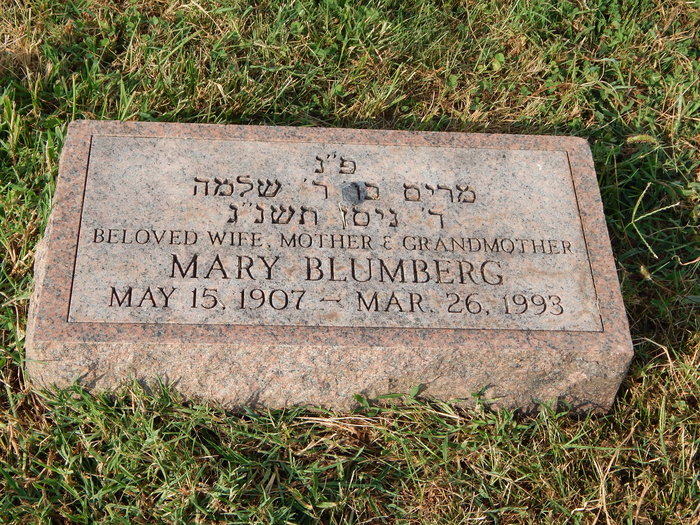 פ״נ
מרים בת ר׳ שלמה
ד׳ ניסן תשנ״ג
BELOVED WIFE, MOTHER & GRANDMOTHER
MARY BLUMBERG
MAY 15, 1907 – MAR. 26, 1993